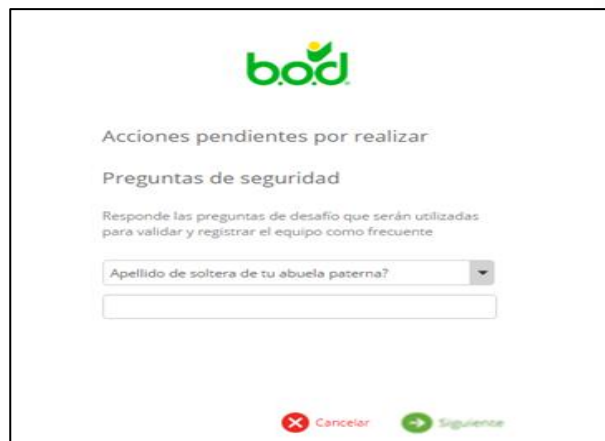 b.o.d.
Acciones pendientes por realizar
Preguntas de seguridad
Responde las preguntas de desafío que serán utilizadas
para validar y registrar el equipo como frecuente
Apellido de soltera de tu abuela paterna?
Cancelar
Siguiente